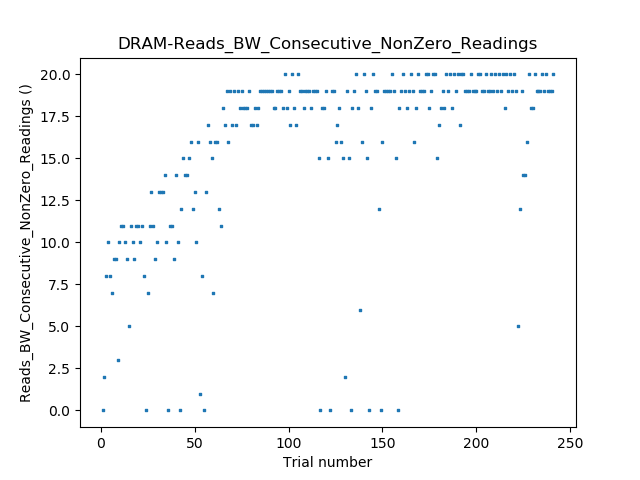 DRAM-Reads_BW_Consecutive_NonZero_Readings
Reads_BW_Consecutive_NonZero_Readings ()
20.0
17.5
15.0
12.5
10.0
7.5
5.0
2.5
0.0
0 50 100 150 200 250
Trial number